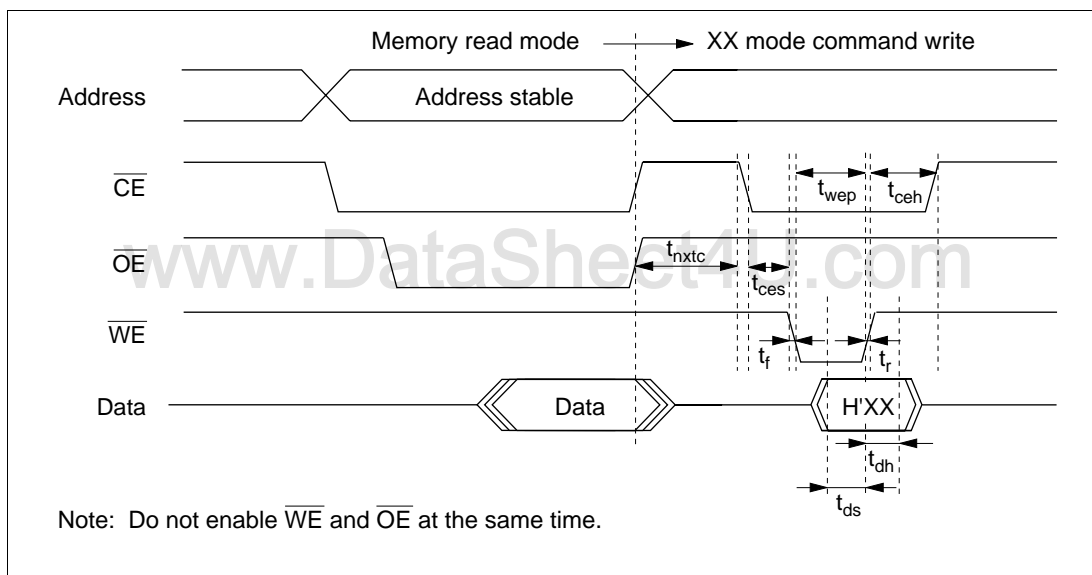 Memory read mode XX mode command write
Address Address stable
CE
twep tceh
www.DataSheet4U.com
OE tnxtc
tces
WE
tf tr
Data Data H'XX
tdh
tds
Note: Do not enable WE and OE at the same time.